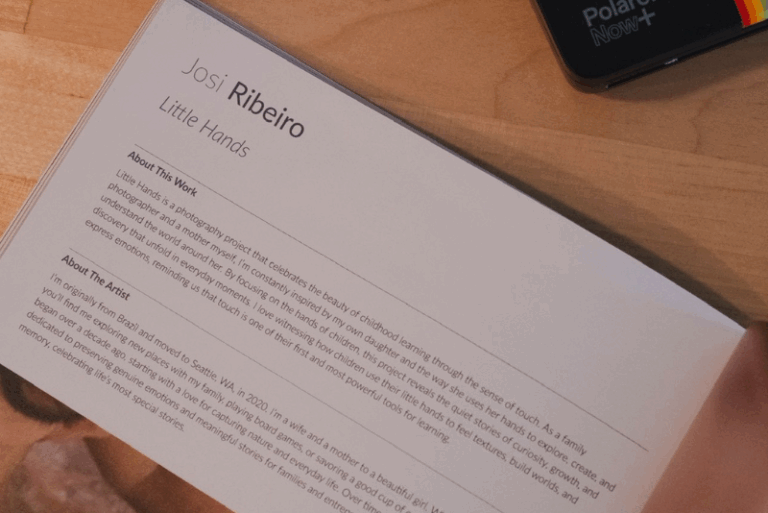 Polaro
Now+
Josi Ribeiro
Little Hands
About This Work
Little Hands is a photography project that celebrates the beauty of childhood learning through the sense of touch. As a family
photographer and a mother myself, I'm constantly inspired by my own daughter and the way she uses her hands to explore, create, and
understand the world around her. By focusing on the hands of children, this project reveals the quiet stories of curiosity, growth, and
discovery that unfold in everyday moments. I love witnessing how children use their little hands to feel textures, build worlds, and
express emotions, reminding us that touch is one of their first and most powerful tools for learning.
About The Artist
I'm originally from Brazil and moved to Seattle, WA, in 2020. I'm a wife and a mother to a beautiful girl. W
you'll find me exploring new places with my family, playing board games, or savoring a good cup of
began over a decade ago, starting with a love for capturing nature and everyday life. Over time
dedicated to preserving genuine emotions and meaningful stories for families and entrep
memory, celebrating life's most special stories.